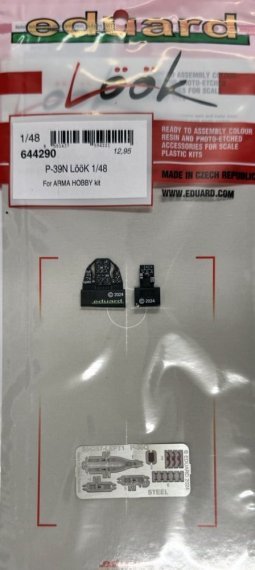 eduard
Löök
1/48
12,95
644290
P-39N LööK 1/48
For ARMA HOBBY kit
READY TO ASSEMBLY COLOUR
RESIN AND PHOTO-ETCHED
ACCESSORIES FOR SCALE
PLASTIC KITS
WWW.EDUARD.COM
MADE IN CZECH REPUBLIC
© 2024
eduard
© 2024
© EDUARD 2024
STEEL